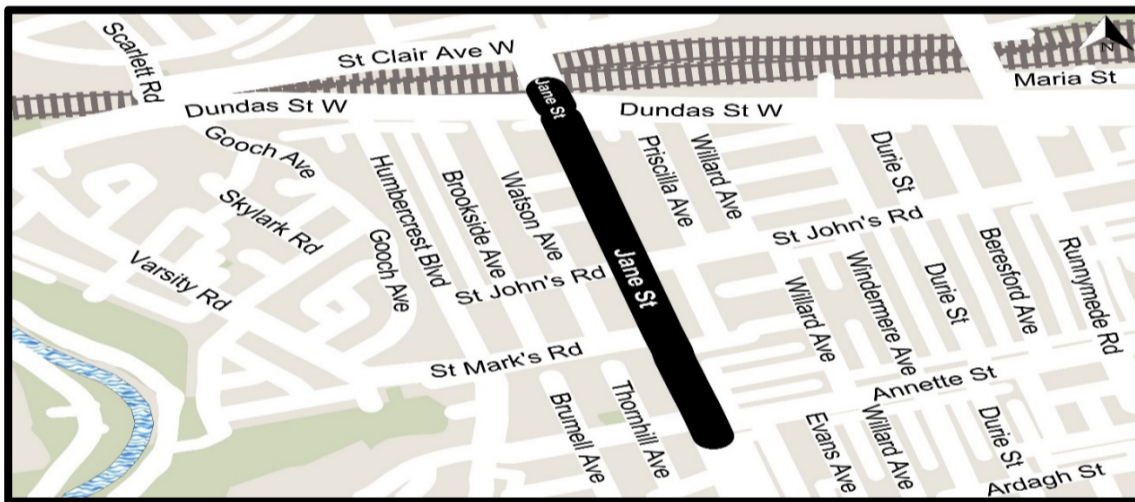 Scarlett Rd
St Clair Ave W
N
Maria St
Jane St
Dundas St W
Dundas St W
Gooch Ave
Humbercrest Blvd
Brookside Ave
Watson Ave
Priscilla Ave
Willard Ave
Durie St
Skylark Rd
Gooch Ave
St John's Rd
St John's Rd
Jane St
Varsity Rd
Willard Ave
Windermere Ave
Durie St
Beresford Ave
Runnymede Rd
St Mark's Rd
Annette St
Brumell Ave
Thornhill Ave
Evans Ave
Willard Ave
Durie St
Ardagh St